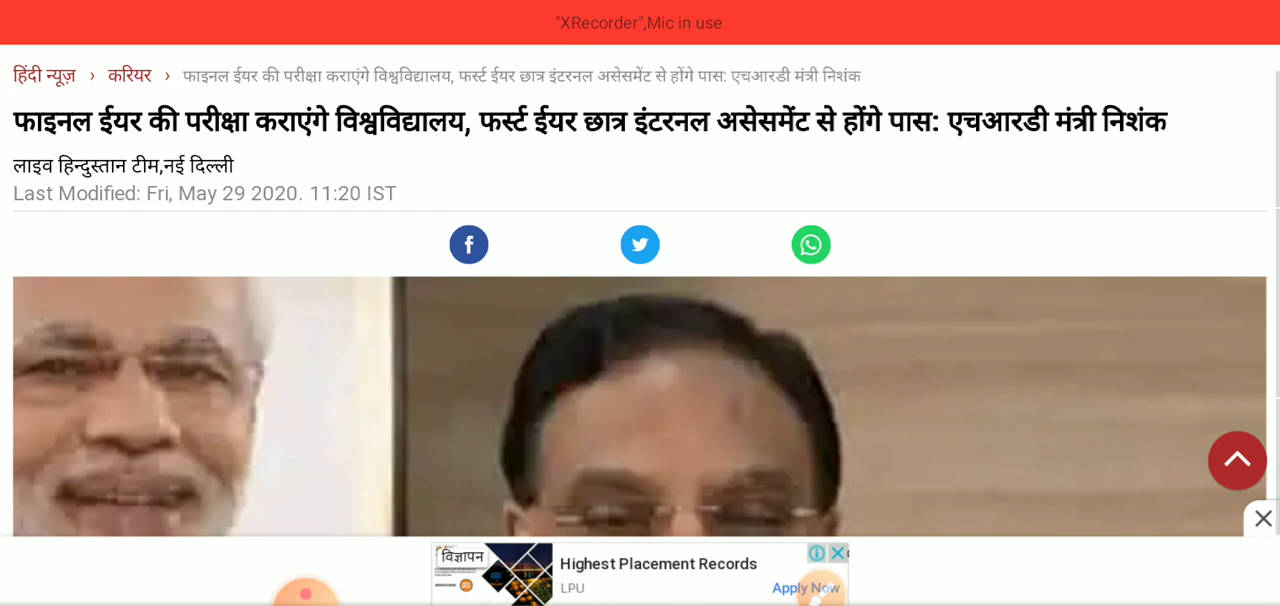 "XRecorder",Mic in use
हिंदी न्यूज़ › करियर › फाइनल ईयर की परीक्षा कराएंगे विश्वविद्यालय, फर्स्ट ईयर छात्र इंटरनल असेसमेंट से होंगे पास: एचआरडी मंत्री निशंक
फाइनल ईयर की परीक्षा कराएंगे विश्वविद्यालय, फर्स्ट ईयर छात्र इंटरनल असेसमेंट से होंगे पास: एचआरडी मंत्री निशंक
लाइव हिन्दुस्तान टीम,नई दिल्ली
Last Modified: Fri, May 29 2020. 11:20 IST
विज्ञापन
Highest Placement Records
LPU
Apply Now